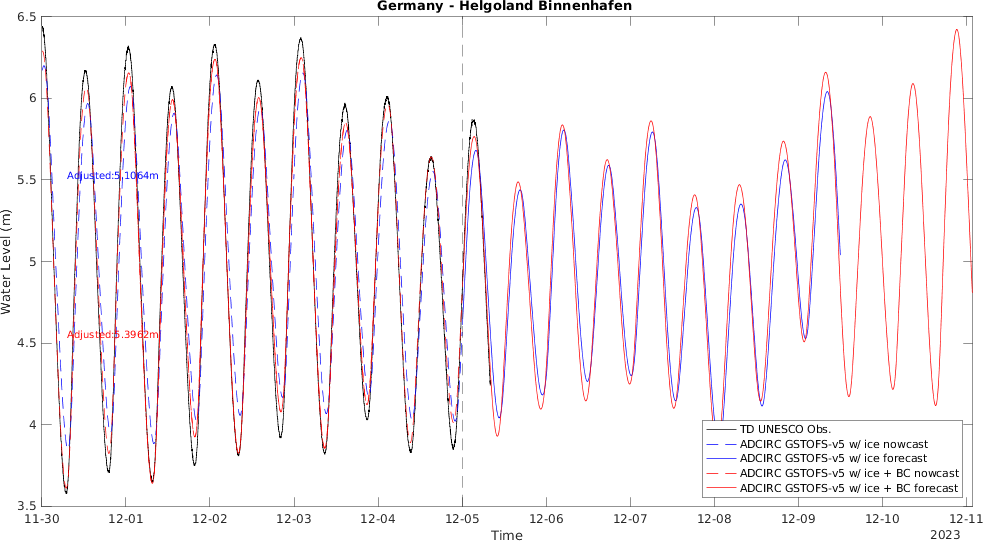 Germany - Helgoland Binnenhafen
6.5
6
5.5
5
4.5
4
3.5
Water Level (m)
Adjusted:5.1064m
Adjusted:5.3962m
TD UNESCO Obs.
ADCIRC GSTOFS-v5 w/ ice nowcast
ADCIRC GSTOFS-v5 w/ ice forecast
ADCIRC GSTOFS-v5 w/ ice + BC nowcast
ADCIRC GSTOFS-v5 w/ ice + BC forecast
11-30 12-01 12-02 12-03 12-04 12-05 12-06 12-07 12-08 12-09 12-10 12-11
Time
2023